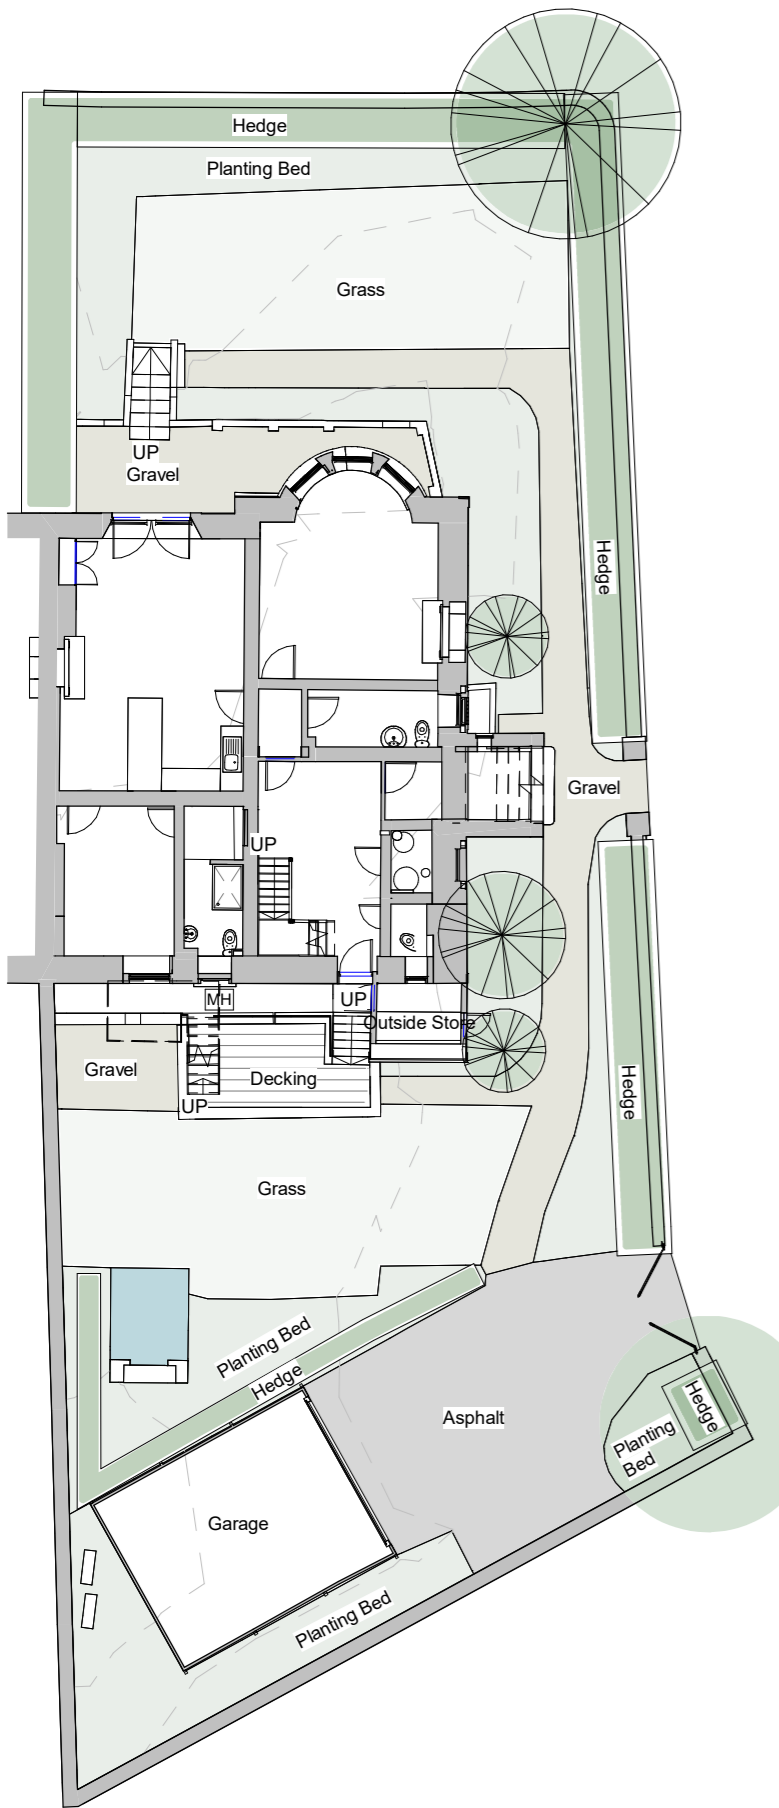 Hedge
Planting Bed
Grass
UP
Gravel
Hedge
Gravel
UP
MH
UP
Outside Store
Gravel
Decking
Hedge
UP
Grass
Planting Bed
Hedge
Hedge
Asphalt
Planting
Bed
Garage
Planting Bed